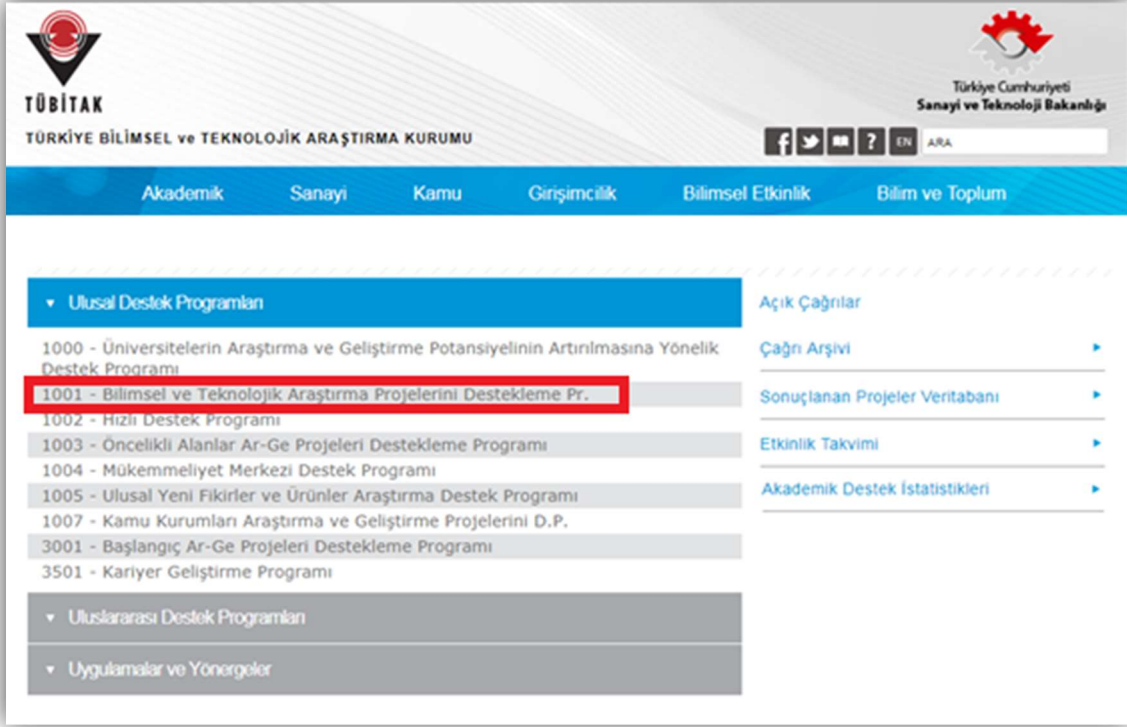 TÜBİTAK
TÜRKİYE BİLİMSEL ve TEKNOLOJİK ARAŞTIRMA KURUMU
Türkiye Cumhuriyeti
Sanayi ve Teknoloji Bakanlığı
f ? EN ARA
Akademik Sanayi Kamu Girişimcilik Bilimsel Etkinlik Bilim ve Toplum
Ulusal Destek Programları
1000 - Üniversitelerin Araştırma ve Geliştirme Potansiyelinin Artırılmasına Yönelik
Destek Programı
1001 - Bilimsel ve Teknolojik Araştırma Projelerini Destekleme Pr.
1002 - Hızlı Destek Programı
1003 - Öncelikli Alanlar Ar-Ge Projeleri Destekleme Programı
1004 - Mükemmeliyet Merkezi Destek Programı
1005 - Ulusal Yeni Fikirler ve Ürünler Araştırma Destek Programı
1007 - Kamu Kurumları Araştırma ve Geliştirme Projelerini D.P.
3001 - Başlangıç Ar-Ge Projeleri Destekleme Programı
3501 - Kariyer Geliştirme Programı
Uluslararası Destek Programları
Uygulamalar ve Yönergeler
Açık Çağrılar
Çağrı Arşivi
Sonuçlanan Projeler Veritabanı
Etkinlik Takvimi
Akademik Destek İstatistikleri